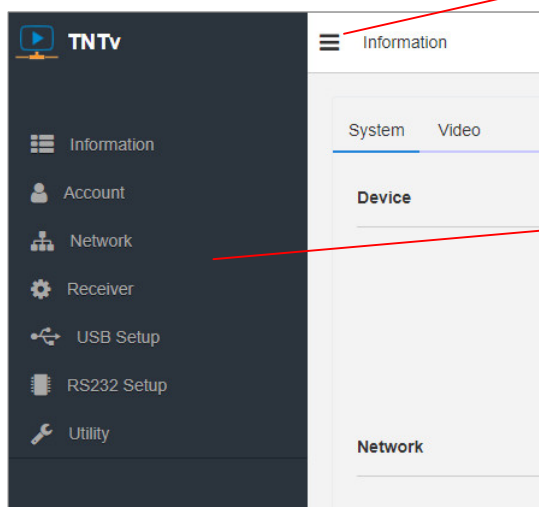 TNTv
Information
Information
Account
Network
Receiver
USB Setup
RS232 Setup
Utility
System Video
Device
Network